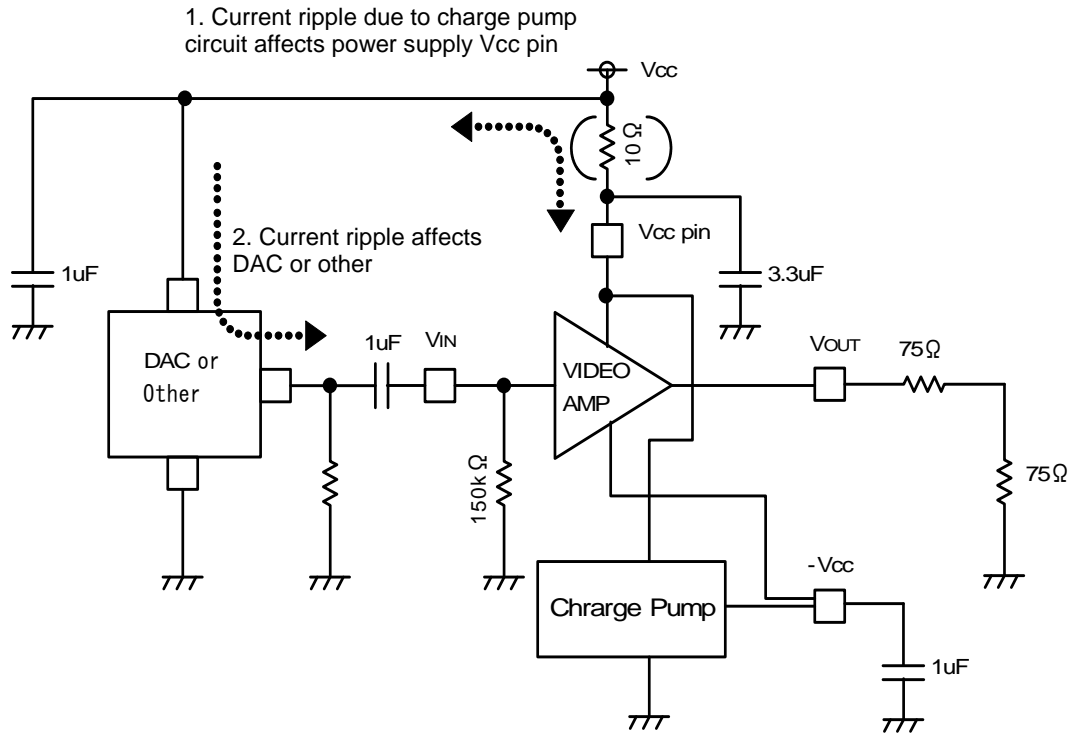 1. Current ripple due to charge pump
circuit affects power supply Vcc pin
Vcc
10Ω
2. Current ripple affects
DAC or other
Vcc pin
1uF
3.3uF
DAC or
Other
1uF
VIN
VIDEO
AMP
VOUT
75Ω
150kΩ
75Ω
-Vcc
Chrarge Pump
1uF